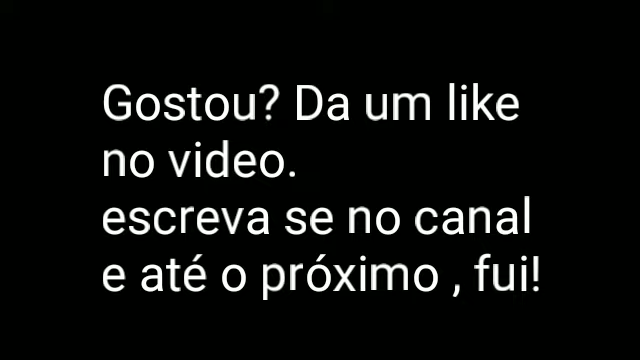 Gostou? Da um like
no video.
escreva se no canal
e até o próximo , fui!